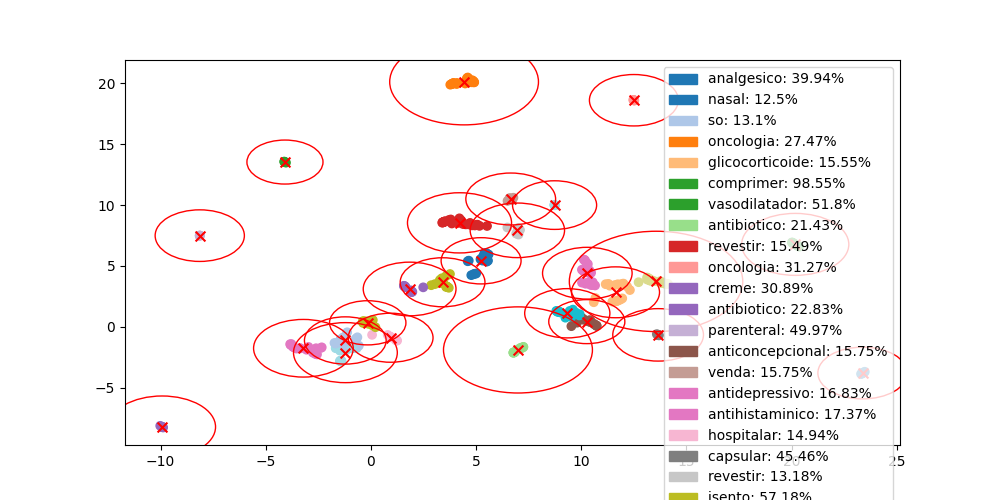 20
15
10
5
0
−5
−10
−5
0
5
10
15
20
25
analgesico: 39.94%
nasal: 12.5%
so: 13.1%
oncologia: 27.47%
glicocorticoide: 15.55%
comprimer: 98.55%
vasodilatador: 51.8%
antibiotico: 21.43%
revestir: 15.49%
oncologia: 31.27%
creme: 30.89%
antibiotico: 22.83%
parenteral: 49.97%
anticoncepcional: 15.75%
venda: 15.75%
antidepressivo: 16.83%
antihistaminico: 17.37%
hospitalar: 14.94%
capsular: 45.46%
revestir: 13.18%
isento: 57.18%